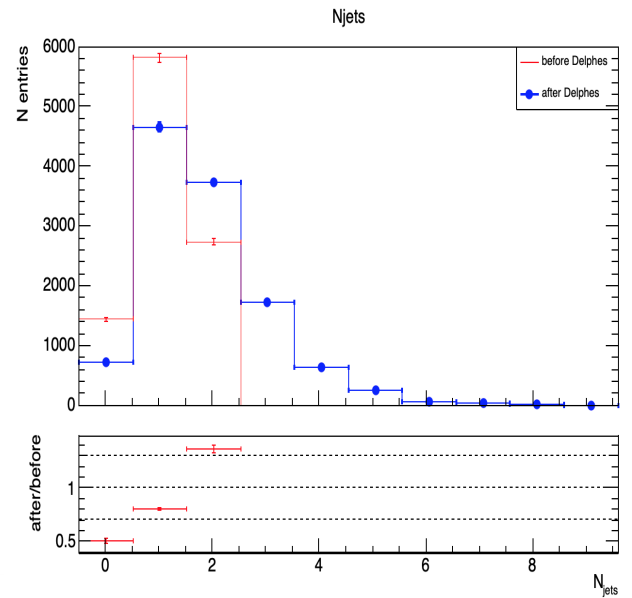 Njets
N entries
6000
5000
4000
3000
2000
1000
0
before Delphes
after Delphes
after/before
1
0.5
0 2 4 6 8
N_jets